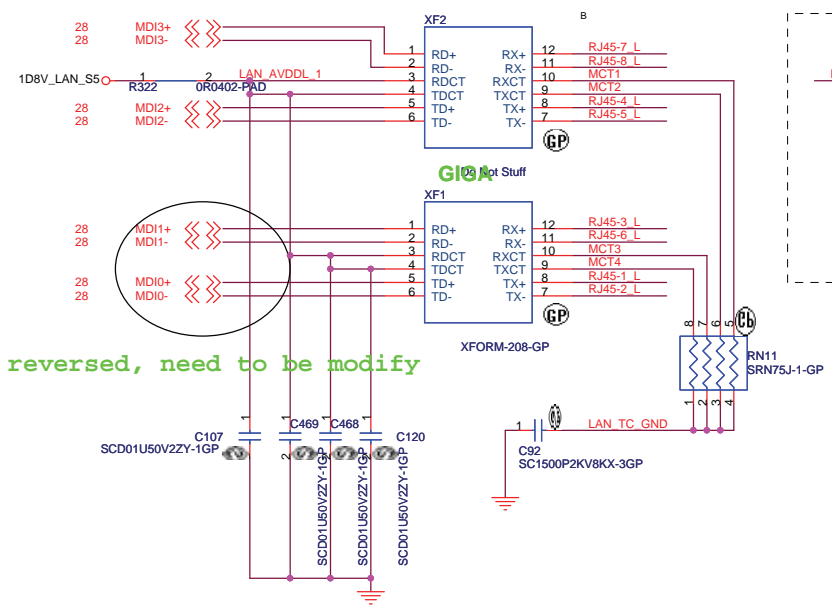 B
XF2
28 MDI3+ 1 RD+ RX+ 12 RJ45-7_L
28 MDI3- 2 RD- RX- 11 RJ45-8_L
1D8V_LAN_S5 1 2 LAN_AVDDL_1 3 RDCT RXCT 10 MCT1
R322 0R0402-PAD 4 TDCT TXCT 9 MCT2
28 MDI2+ 5 TD+ TX+ 8 RJ45-4_L
28 MDI2- 6 TD- TX- 7 RJ45-5_L
GP
GIGA Do Not Stuff
XF1
28 MDI1+ 1 RD+ RX+ 12 RJ45-3_L
28 MDI1- 2 RD- RX- 11 RJ45-6_L
3 RDCT RXCT 10 MCT3
4 TDCT TXCT 9 MCT4
28 MDI0+ 5 TD+ TX+ 8 RJ45-1_L
28 MDI0- 6 TD- TX- 7 RJ45-2_L
GP
8 7 6 5
XFORM-208-GP
RN11
SRN75J-1-GP
reversed, need to be modify
1 2 3 4
1 1 1 1
C107 C469 C468 C120
SCD01U50V2ZY-1GP
2 2 2
SCD01U50V2ZY-1GP
SCD01U50V2ZY-1GP
SCD01U50V2ZY-1GP
1 LAN_TC_GND
C92
SC1500P2KV8KX-3GP